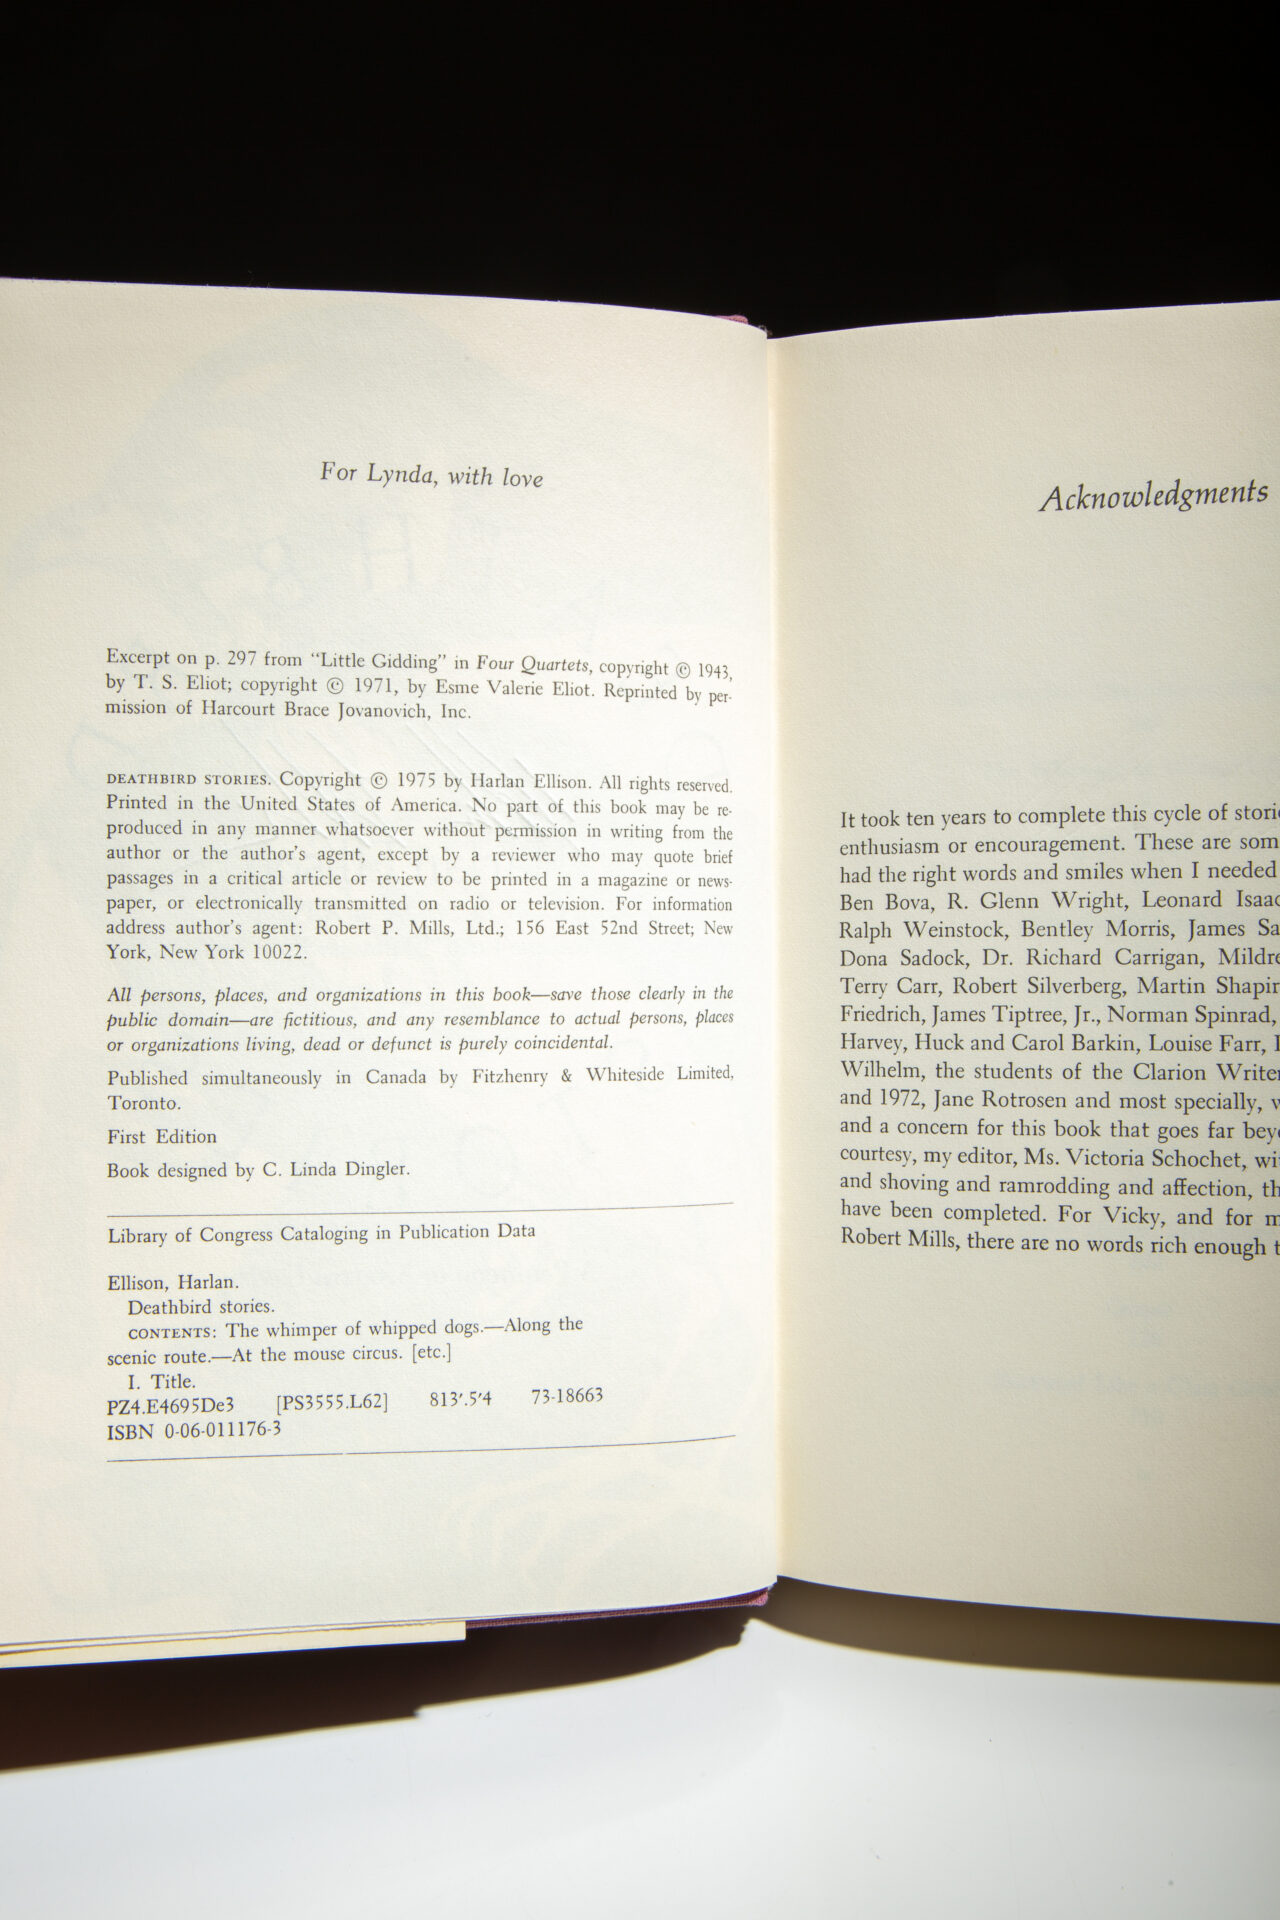 For Lynda, with love
Excerpt on p. 297 from “Little Gidding” in Four Quartets, copyright © 1943,
by T. S. Eliot; copyright © 1971, by Esme Valerie Eliot. Reprinted by per-
mission of Harcourt Brace Jovanovich, Inc.
DEATHBIRD STORIES. Copyright © 1975 by Harlan Ellison. All rights reserved.
Printed in the United States of America. No part of this book may be re-
produced in any manner whatsoever without permission in writing from the
author or the author’s agent, except by a reviewer who may quote brief
passages in a critical article or review to be printed in a magazine or news-
paper, or electronically transmitted on radio or television. For information
address author’s agent: Robert P. Mills, Ltd.; 156 East 52nd Street; New
York, New York 10022.
All persons, places, and organizations in this book—save those clearly in the
public domain—are fictitious, and any resemblance to actual persons, places
or organizations living, dead or defunct is purely coincidental.
Published simultaneously in Canada by Fitzhenry & Whiteside Limited,
Toronto.
First Edition
Book designed by C. Linda Dingler.
Library of Congress Cataloging in Publication Data
Ellison, Harlan.
Deathbird stories.
CONTENTS: The whimper of whipped dogs.—Along the
scenic route.—At the mouse circus. [etc.]
I. Title.
PZ4.E4695De3 [PS3555.L62] 813’.5’4 73-18663
ISBN 0-06-011176-3
Acknowledgments
It took ten years to complete this cycle of
enthusiasm or encouragement. These are
had the right words and smiles when I needed
Ben Bova, R. Glenn Wright, Leonard
Ralph Weinstock, Bentley Morris, James
Dona Sadock, Dr. Richard Carrigan,
Terry Carr, Robert Silverberg, Martin
Friedrich, James Tiptree, Jr., Norman Spinrad,
Harvey, Huck and Carol Barkin, Louise Farr,
Wilhelm, the students of the Clarion
and 1972, Jane Rotrosen and most specially,
and a concern for this book that goes far
courtesy, my editor, Ms. Victoria Schochet,
and shoving and ramrodding and affection,
have been completed. For Vicky, and for
Robert Mills, there are no words rich enough